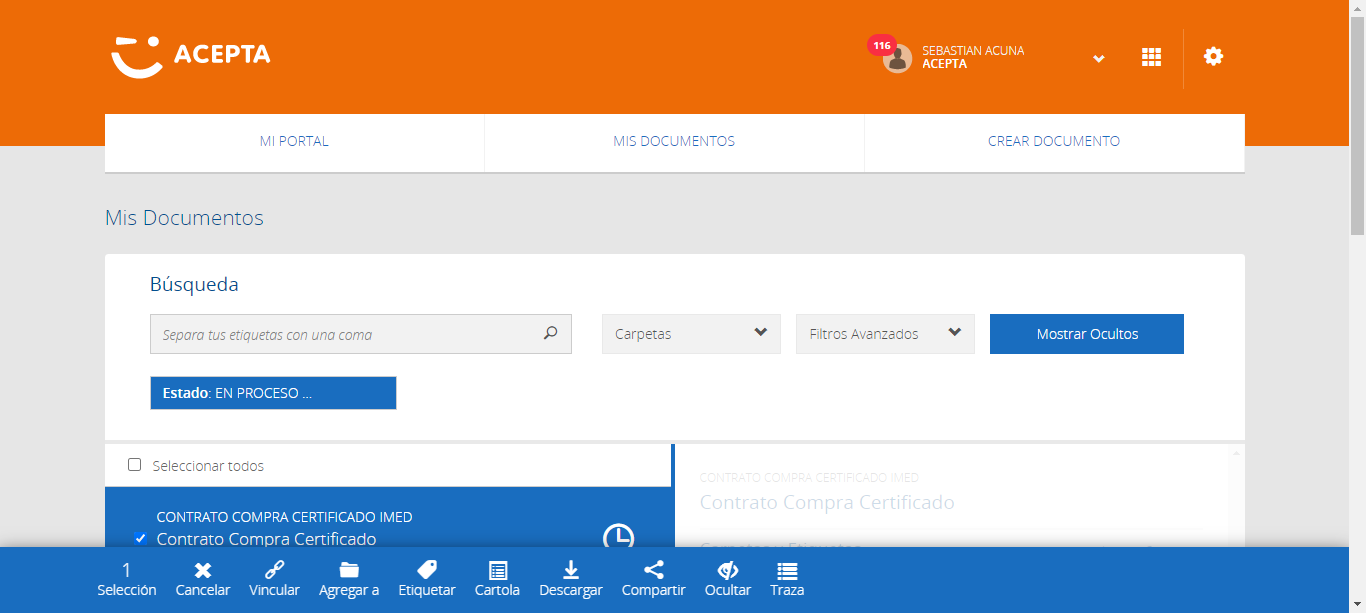 ACEPTA
116
SEBASTIAN ACUNA
ACEPTA
MI PORTAL
MIS DOCUMENTOS
CREAR DOCUMENTO
Mis Documentos
Búsqueda
Separa tus etiquetas con una coma
Carpetas
Filtros Avanzados
Mostrar Ocultos
Estado: EN PROCESO ...
Seleccionar todos
CONTRATO COMPRA CERTIFICADO IMED
Contrato Compra Certificado
CONTRATO COMPRA CERTIFICADO IMED
Contrato Compra Certificado
1
Selección
Cancelar
Vincular
Agregar a
Etiquetar
Cartola
Descargar
Compartir
Ocultar
Traza